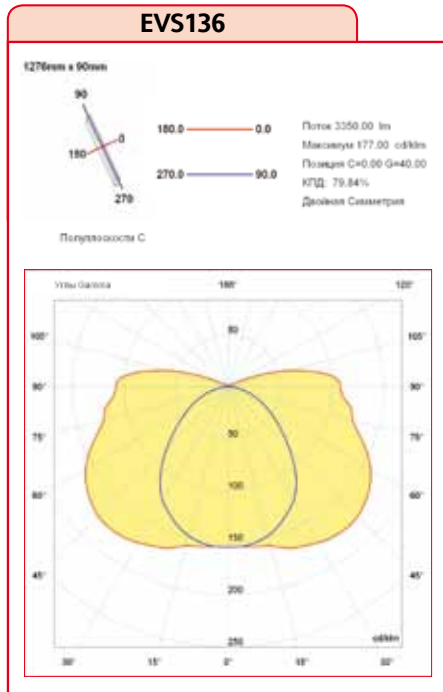 EVS136
1276mm x 90mm
90
0
180
270
180.0 0.0
270.0 90.0
Поток 3350.00 lm
Максимум 177.00 cd/klm
Позиция C=0.00 G=40.00
КПД: 79.84%
Двойная Симметрия
Полуплоскости C
Углы Gamma 180° 120°
50
105° 105°
90° 90°
50
75° 75°
100
60° 60°
150
45° 45°
200
250
cd/klm
30° 15° 0° 15° 30°